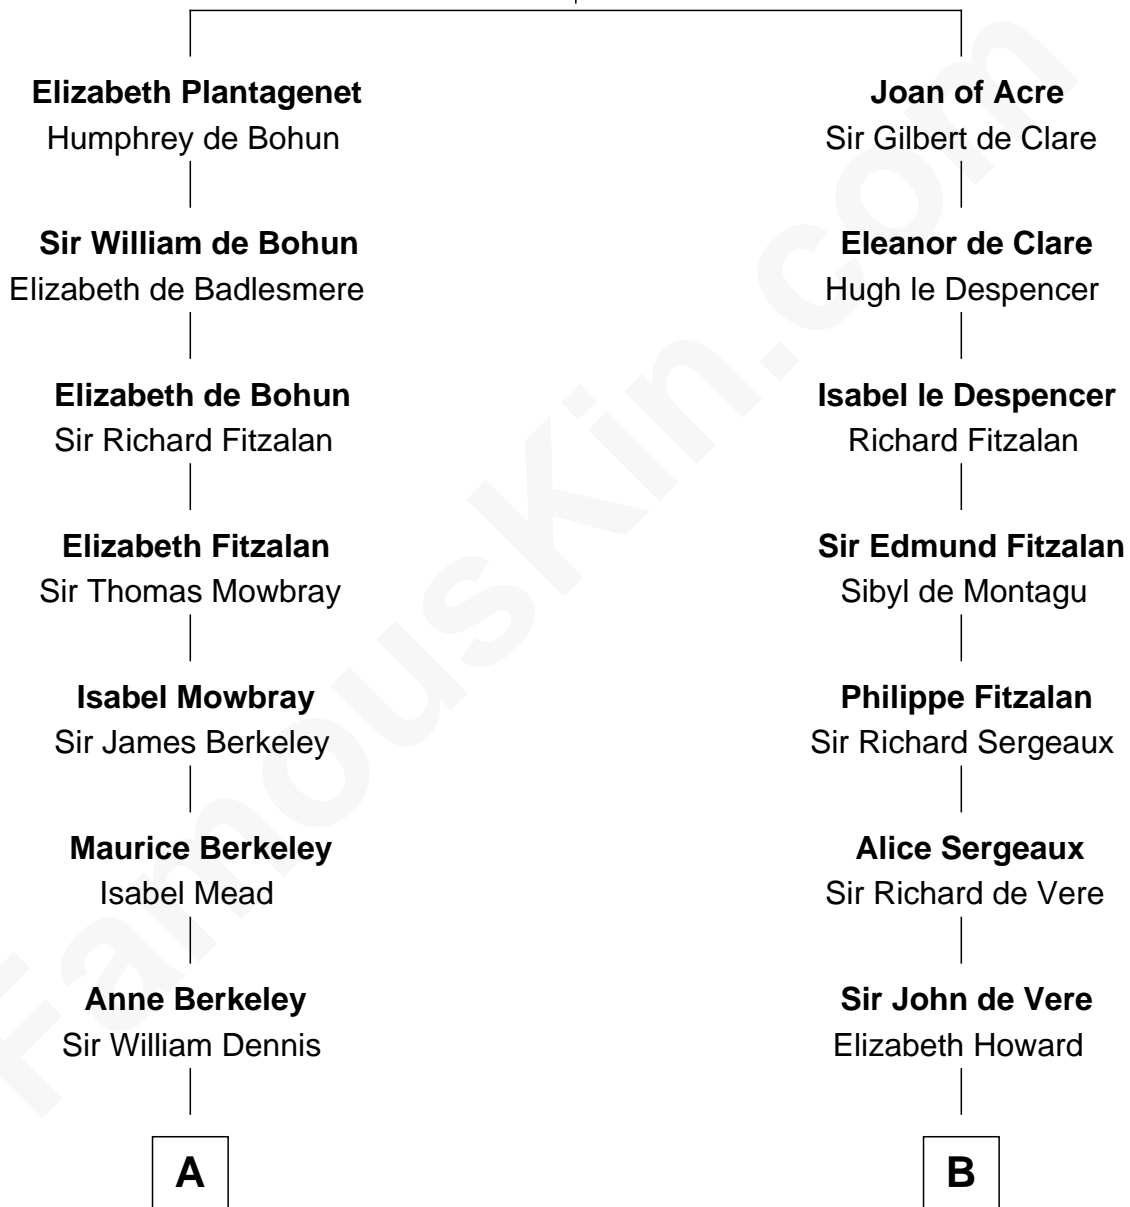 Elizabeth Plantagenet
Humphrey de Bohun
Sir William de Bohun
Elizabeth de Badlesmere
Elizabeth de Bohun
Sir Richard Fitzalan
Elizabeth Fitzalan
Sir Thomas Mowbray
Isabel Mowbray
Sir James Berkeley
Maurice Berkeley
Isabel Mead
Anne Berkeley
Sir William Dennis
A
Joan of Acre
Sir Gilbert de Clare
Eleanor de Clare
Hugh le Despencer
Isabel le Despencer
Richard Fitzalan
Sir Edmund Fitzalan
Sibyl de Montagu
Philippe Fitzalan
Sir Richard Sergeaux
Alice Sergeaux
Sir Richard de Vere
Sir John de Vere
Elizabeth Howard
B
FamousKin.com